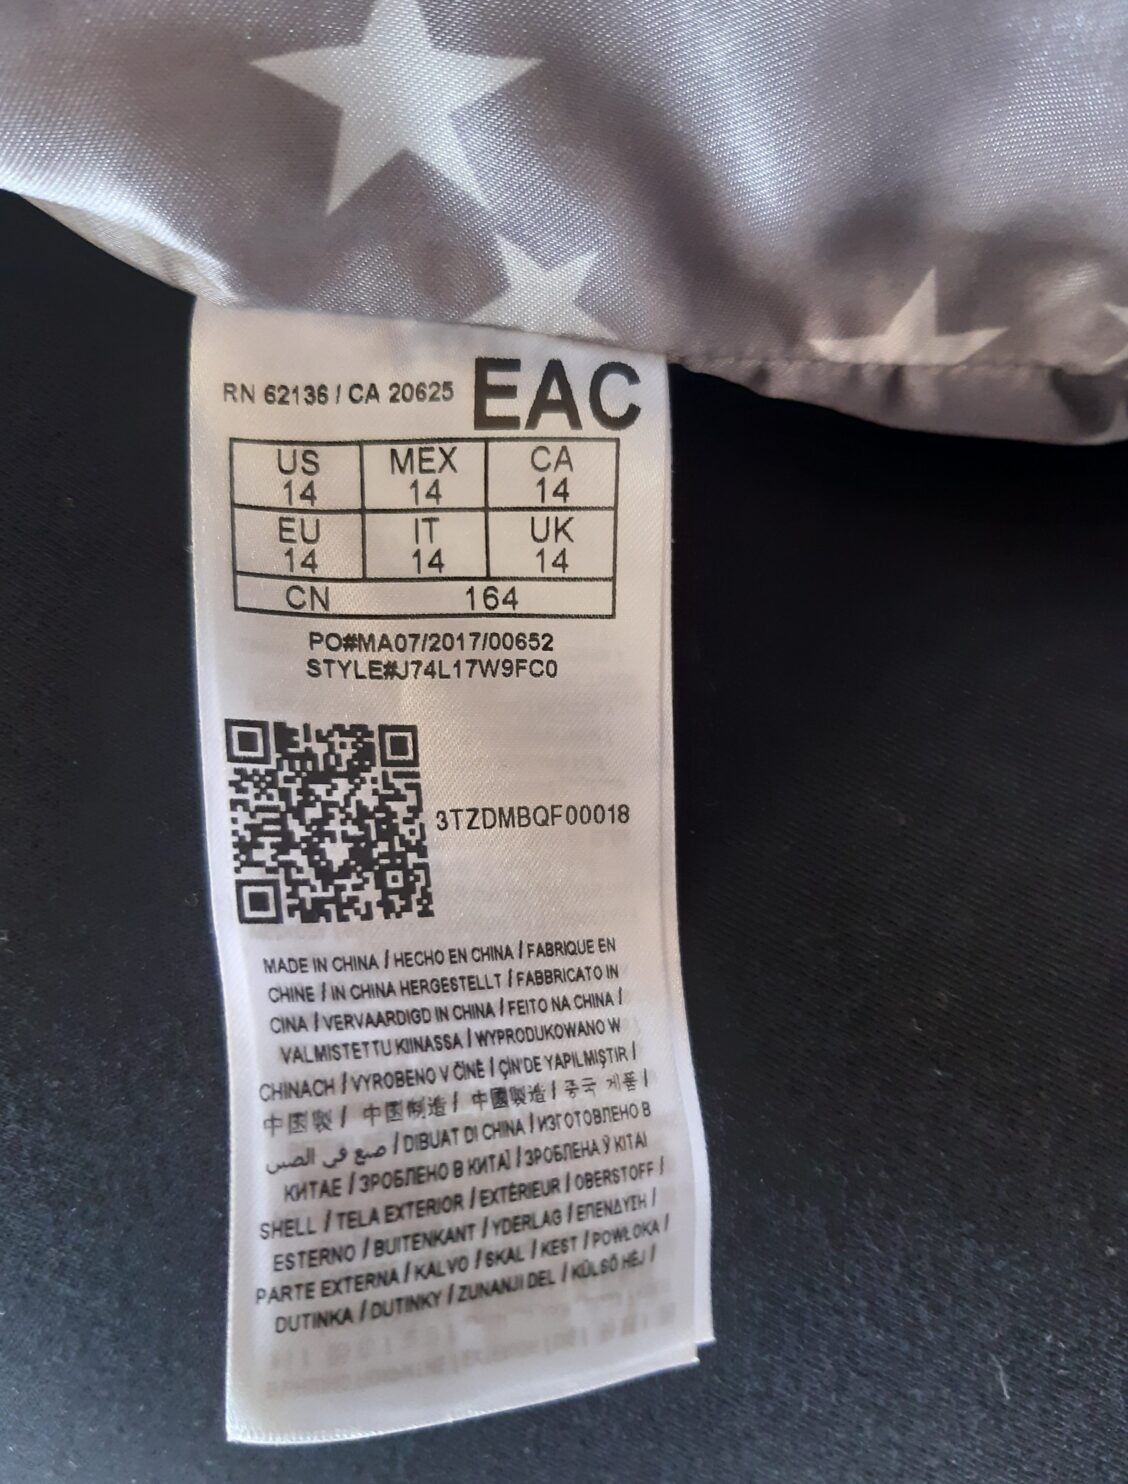 RN 62136 / CA 20625 EAC
US MEX CA
14 14 14
EU IT UK
14 14 14
CN 164
PO#MA07/2017/00652
STYLE#J74L17W9FC0
3TZDMBQF00018
MADE IN CHINA / HECHO EN CHINA / FABRIQUE EN
CHINE / IN CHINA HERGESTELLT / FABBRICATO IN
CINA / VERVAARDIGD IN CHINA / FEITO NA CHINA /
VALMISTETTU KIINASSA / WYPRODUKOWANO W
CHINACH / VYROBENO V ČÍNĚ / ÇİN'DE YAPILMIŞTIR /
中国製 / 中国制造 / 中國製造 / 중국 제품 /
صنع في الصين / DIBUAT DI CHINA / ИЗГОТОВЛЕНО В
КИТАЕ / ЗРОБЛЕНО В КИТАЇ / ЗРОБЛЕНА Ў КІТАІ
SHELL / TELA EXTERIOR / EXTÉRIEUR / OBERSTOFF /
ESTERNO / BUITENKANT / YDERLAG / ΕΠΕΝΔΥΣΗ /
PARTE EXTERNA / KALVO / SKAL / KEST / POWŁOKA /
DUTINKA / DUTINKY / ZUNANJI DEL / KÜLSŐ HÉJ /